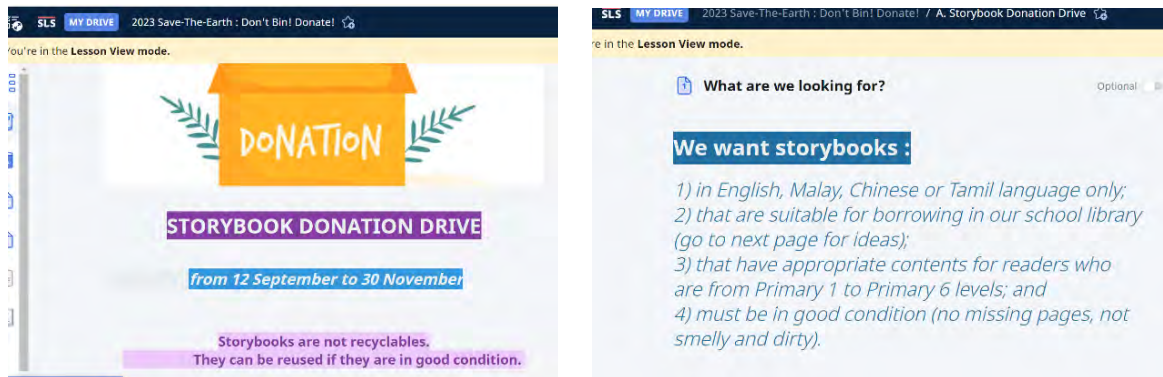 SLS MY DRIVE 2023 Save-The-Earth : Don't Bin! Donate!
You're in the Lesson View mode.
DONATION
STORYBOOK DONATION DRIVE
from 12 September to 30 November
Storybooks are not recyclables.
They can be reused if they are in good condition.
SLS MY DRIVE 2023 Save-The-Earth : Don't Bin! Donate! / A. Storybook Donation Drive
re in the Lesson View mode.
What are we looking for?
Optional
We want storybooks :
1) in English, Malay, Chinese or Tamil language only;
2) that are suitable for borrowing in our school library
(go to next page for ideas);
3) that have appropriate contents for readers who
are from Primary 1 to Primary 6 levels; and
4) must be in good condition (no missing pages, not
smelly and dirty).